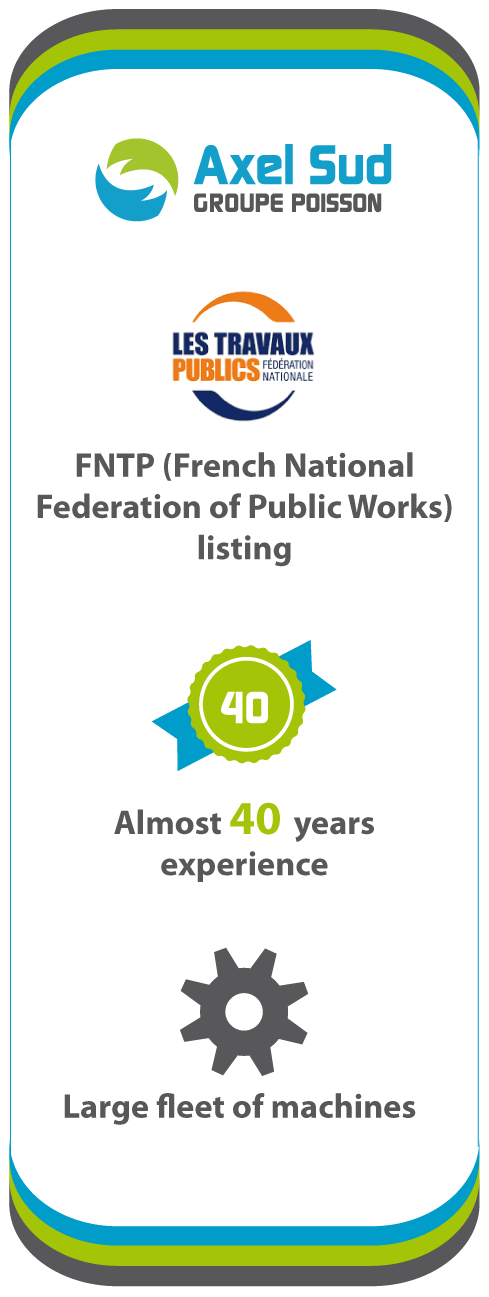 Axel Sud
GROUPE POISSON
LES TRAVAUX
PUBLICS FÉDÉRATION
NATIONALE
FNTP (French National
Federation of Public Works)
listing
40
Almost 40 years
experience
Large fleet of machines